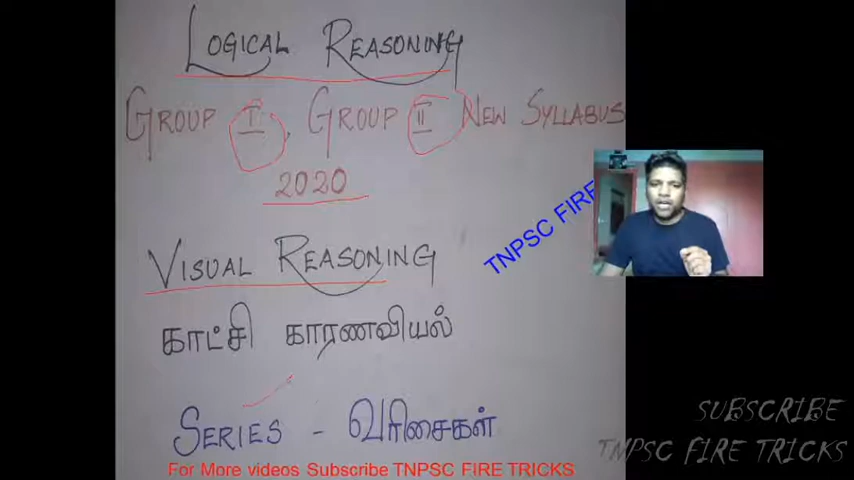 LOGICAL REASONING
GROUP I, GROUP II NEW SYLLABUS
2020
VISUAL REASONING
காட்சி காரணவியல்
SERIES - வரிசைகள்
TNPSC FIRE
For More videos Subscribe TNPSC FIRE TRICKS
SUBSCRIBE
TNPSC FIRE TRICKS